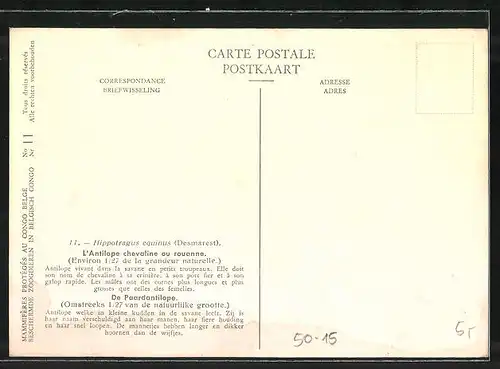 CARTE POSTALE
POSTKAART
CORRESPONDANCE
BRIEFWISSELING
ADRESSE
ADRES
Tous droits réservés
Alle rechten voorbehouden
MAMMIFÈRES PROTÉGÉS AU CONGO BELGE No 11
BESCHERMDE ZOOGDIEREN IN BELGISCH CONGO Nr
11. — Hippotragus equinus (Desmarest).
L'Antilope chevaline ou rouanne.
(Environ 1:27 de la grandeur naturelle.)
Antilope vivant dans la savane en petits troupeaux. Elle doit
son nom de chevaline à sa crinière, à son port fier et à son
galop rapide. Les mâles ont des cornes plus longues et plus
grosses que celles des femelles.
De Paardantilope.
(Omstreeks 1:27 van de natuurlijke grootte.)
Antilope welke in kleine kudden in de savane leeft. Zij is
haar naam verschuldigd aan haar manen, haar fiere houding
en haar snel loopen. De mannetjes hebben langer en dikker
hoornen dan de wijfjes.
50-15